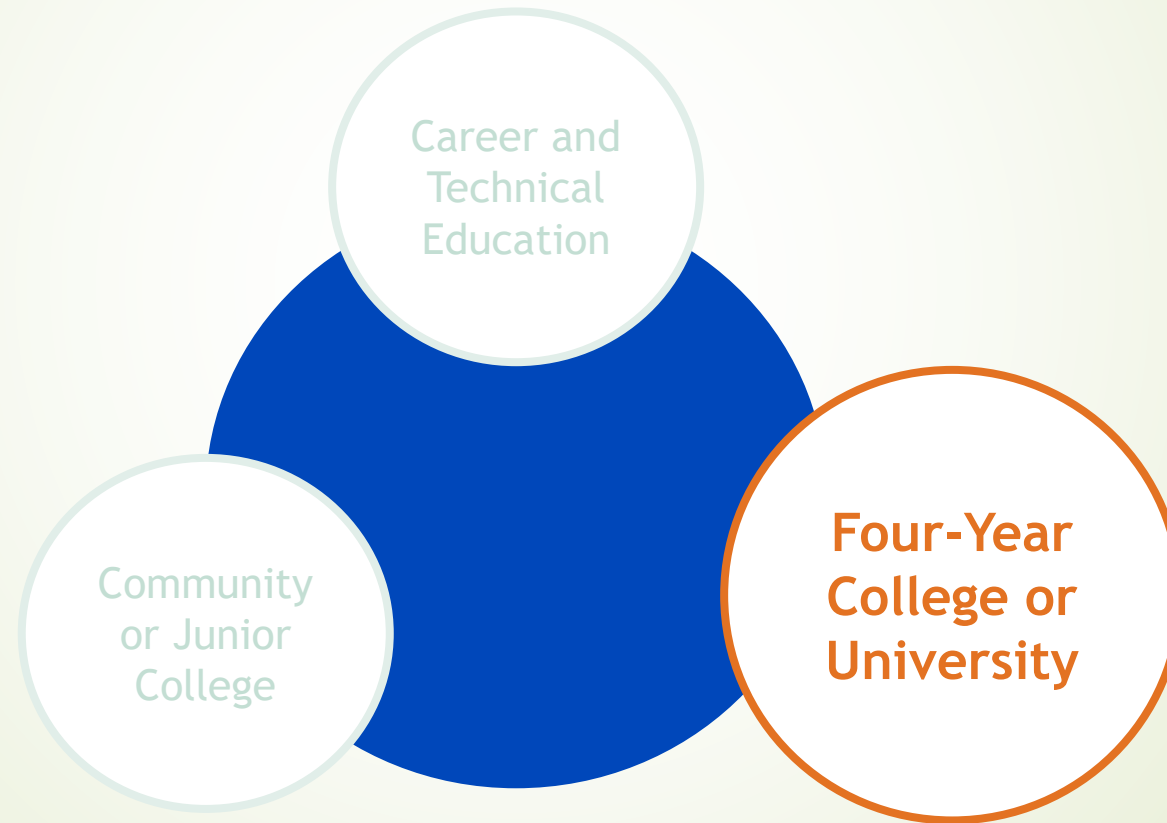 Career and
Technical
Education
Four-Year
College or
University
Community
or Junior
College